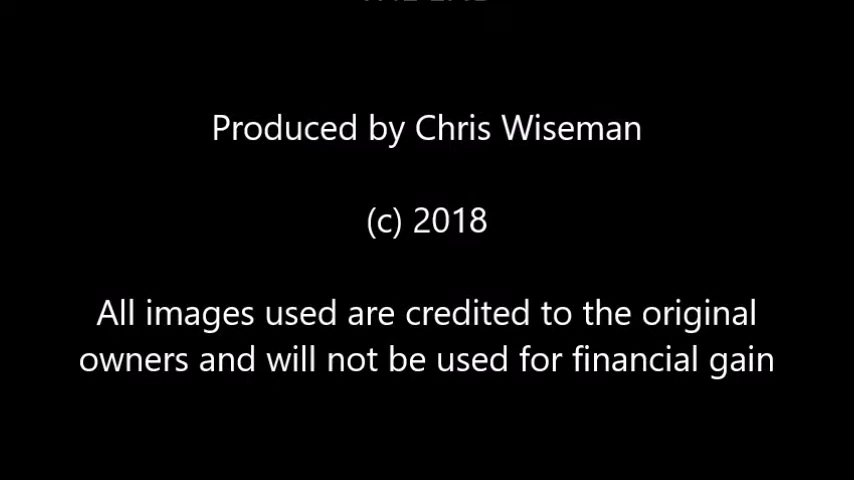 Produced by Chris Wiseman
(c) 2018
All images used are credited to the original
owners and will not be used for financial gain